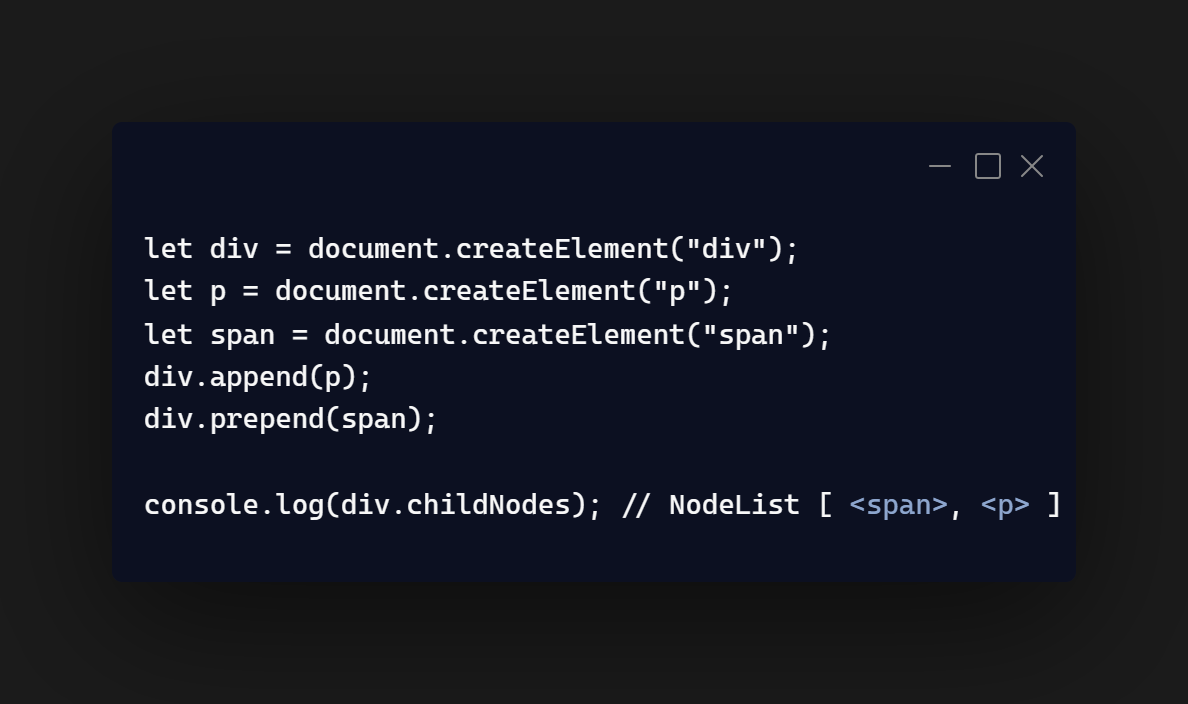 let div = document.createElement("div");
let p = document.createElement("p");
let span = document.createElement("span");
div.append(p);
div.prepend(span);
console.log(div.childNodes); // NodeList [ <span>, <p> ]